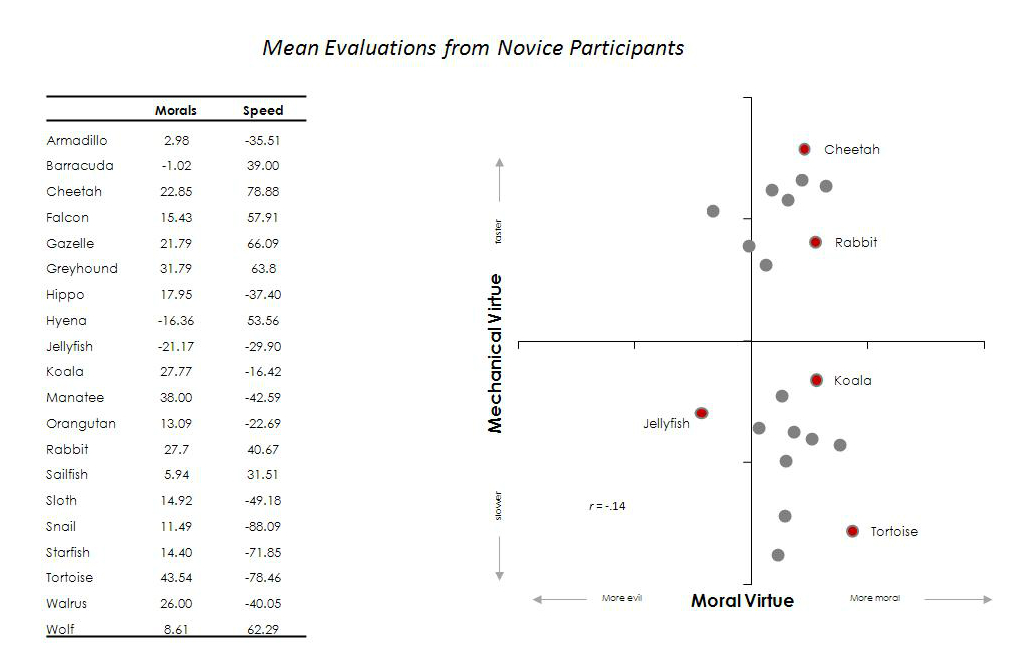 Mean Evaluations from Novice Participants
Morals Speed
Armadillo 2.98 -35.51
Barracuda -1.02 39.00
Cheetah 22.85 78.88
Falcon 15.43 57.91
Gazelle 21.79 66.09
Greyhound 31.79 63.8
Hippo 17.95 -37.40
Hyena -16.36 53.56
Jellyfish -21.17 -29.90
Koala 27.77 -16.42
Manatee 38.00 -42.59
Orangutan 13.09 -22.69
Rabbit 27.7 40.67
Sailfish 5.94 31.51
Sloth 14.92 -49.18
Snail 11.49 -88.09
Starfish 14.40 -71.85
Tortoise 43.54 -78.46
Walrus 26.00 -40.05
Wolf 8.61 62.29
Cheetah
Rabbit
Koala
Jellyfish
Tortoise
r = -.14
faster
Mechanical Virtue
slower
More evil
Moral Virtue
More moral